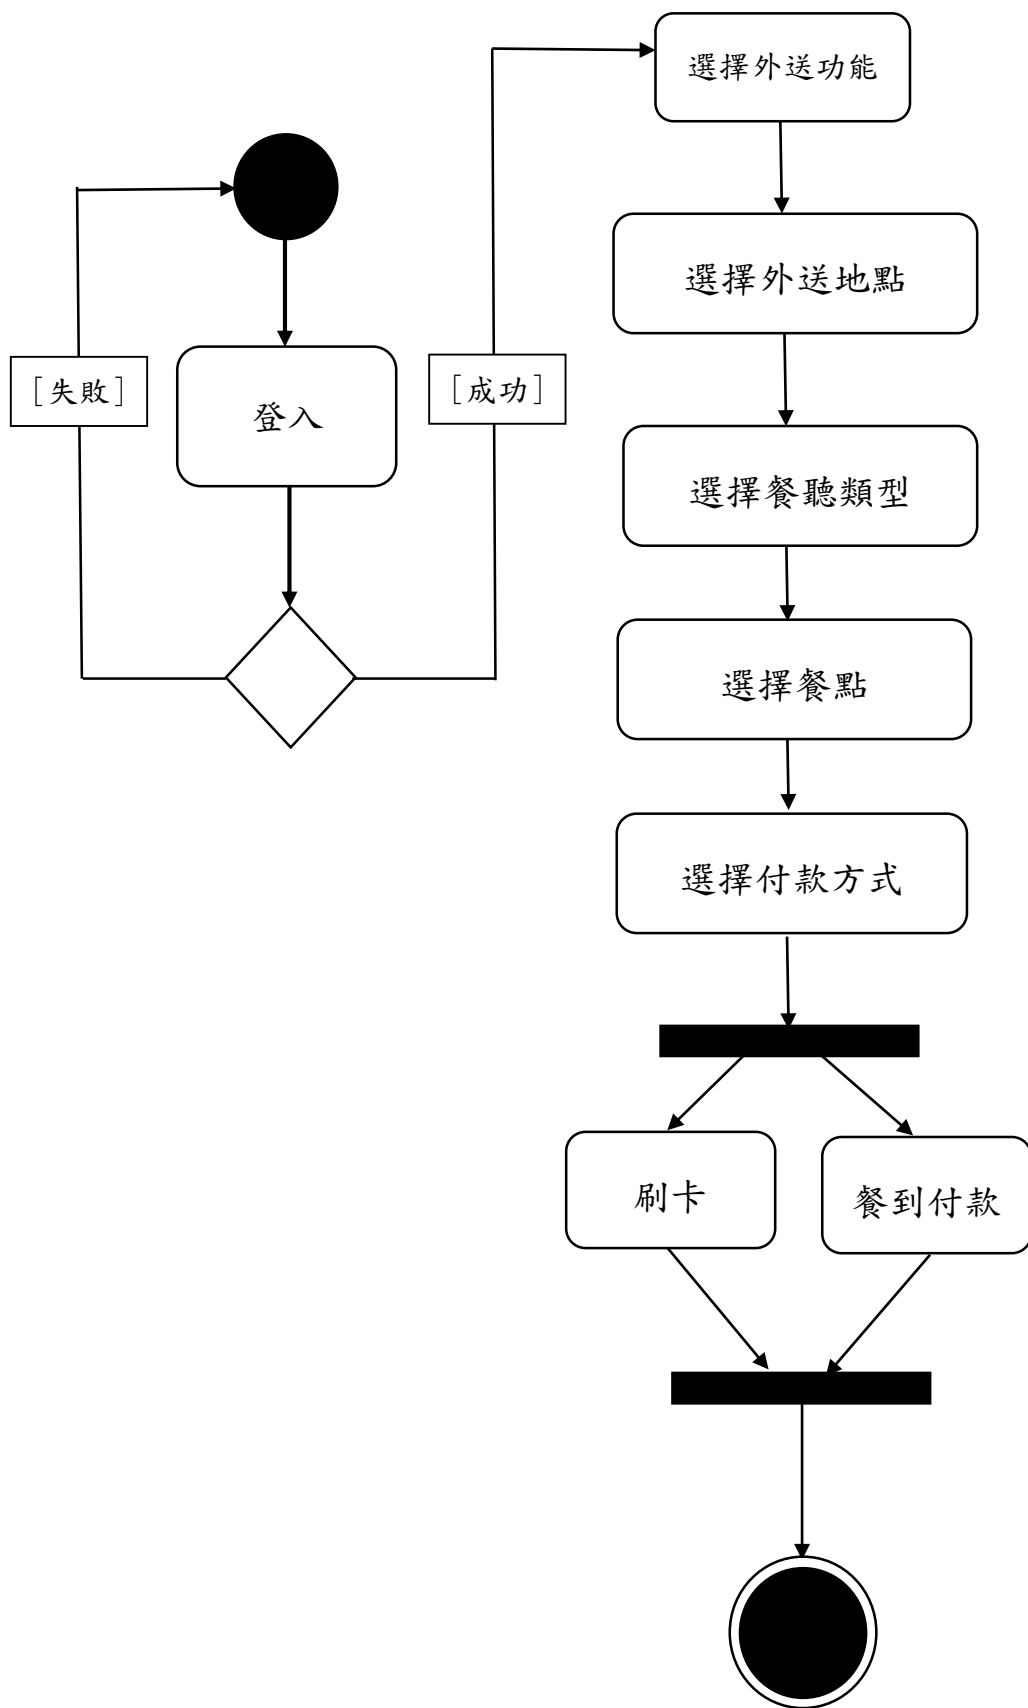 選擇外送功能
選擇外送地點
[失敗]
登入
[成功]
選擇餐聽類型
選擇餐點
選擇付款方式
刷卡
餐到付款